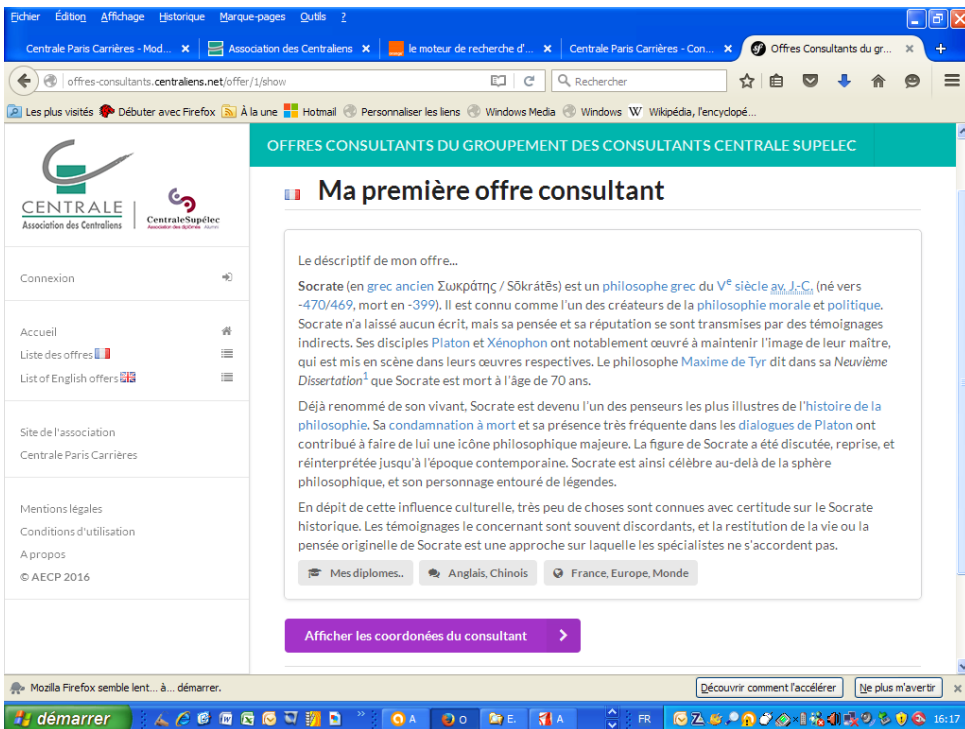 Fichier Édition Affichage Historique Marque-pages Outils ?
Centrale Paris Carrières - Mod... Association des Centraliens le moteur de recherche d'... Centrale Paris Carrières - Con... Offres Consultants du gr...
offres-consultants.centraliens.net/offer/1/show Rechercher
Les plus visités Débuter avec Firefox À la une Hotmail Personnaliser les liens Windows Media Windows W Wikipédia, l'encyclopé...
CENTRALE
Association des Centraliens
CentraleSupélec
Connexion
Accueil
Liste des offres
List of English offers
Site de l'association
Centrale Paris Carrières
Mentions légales
Conditions d'utilisation
A propos
© AECP 2016
OFFRES CONSULTANTS DU GROUPEMENT DES CONSULTANTS CENTRALE SUPELEC
Ma première offre consultant
Le déscriptif de mon offre...
Socrate (en grec ancien Σωκράτης / Sōkrátēs) est un philosophe grec du Ve siècle av. J.-C. (né vers
-470/469, mort en -399). Il est connu comme l'un des créateurs de la philosophie morale et politique.
Socrate n'a laissé aucun écrit, mais sa pensée et sa réputation se sont transmises par des témoignages
indirects. Ses disciples Platon et Xénophon ont notablement œuvré à maintenir l'image de leur maître,
qui est mis en scène dans leurs œuvres respectives. Le philosophe Maxime de Tyr dit dans sa Neuvième
Dissertation1 que Socrate est mort à l'âge de 70 ans.
Déjà renommé de son vivant, Socrate est devenu l'un des penseurs les plus illustres de l'histoire de la
philosophie. Sa condamnation à mort et sa présence très fréquente dans les dialogues de Platon ont
contribué à faire de lui une icône philosophique majeure. La figure de Socrate a été discutée, reprise, et
réinterprétée jusqu'à l'époque contemporaine. Socrate est ainsi célèbre au-delà de la sphère
philosophique, et son personnage entouré de légendes.
En dépit de cette influence culturelle, très peu de choses sont connues avec certitude sur le Socrate
historique. Les témoignages le concernant sont souvent discordants, et la restitution de la vie ou la
pensée originelle de Socrate est une approche sur laquelle les spécialistes ne s'accordent pas.
Mes diplomes.. Anglais, Chinois France, Europe, Monde
Afficher les coordonées du consultant
Mozilla Firefox semble lent... à... démarrer. Découvrir comment l'accélérer Ne plus m'avertir
démarrer A O E. A FR 16:17